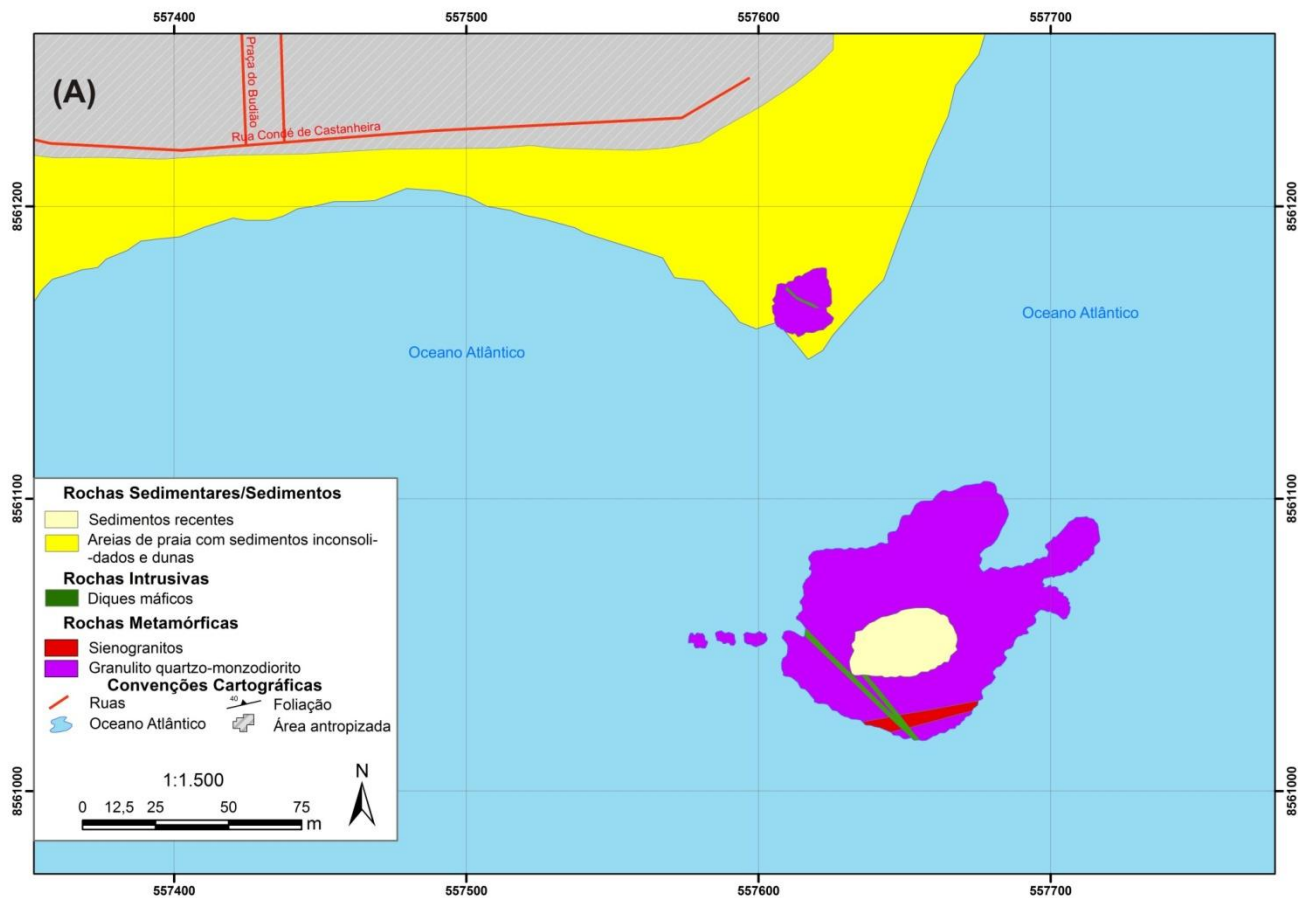 557400
557500
557600
557700
(A)
Praça do Budião
Rua Condé de Castanheira
8561200
8561200
Oceano Atlântico
Oceano Atlântico
8561100
8561100
Rochas Sedimentares/Sedimentos
Sedimentos recentes
Areias de praia com sedimentos inconsoli-
-dados e dunas
Rochas Intrusivas
Diques máficos
Rochas Metamórficas
Sienogranitos
Granulito quartzo-monzodiorito
Convenções Cartográficas
Ruas
40
Foliação
Oceano Atlântico
Área antropizada
1:1.500
N
0 12,5 25 50 75
m
8561000
8561000
557400
557500
557600
557700